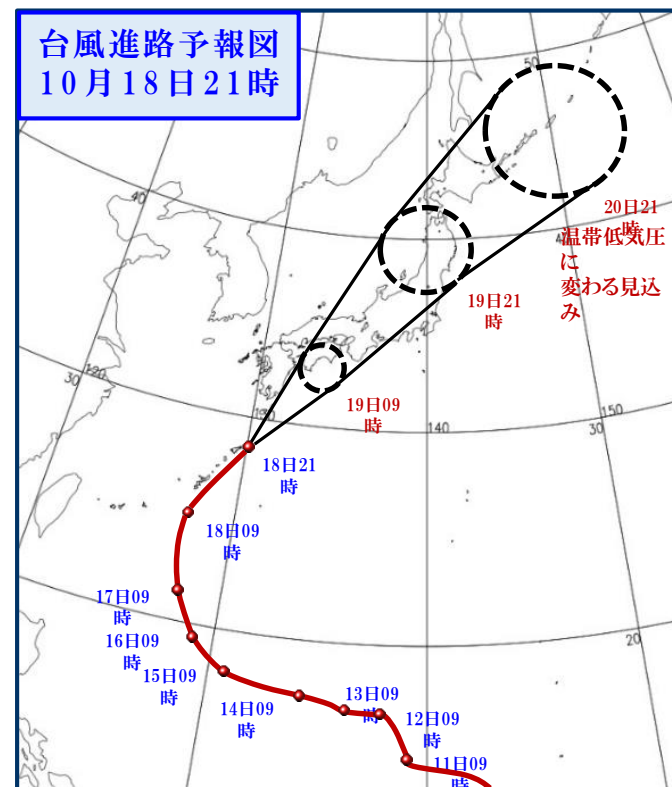 台風進路予報図
10月18日21時
50
40
20日21
時
温帯低気圧
に
変わる見込
み
40
19日21
時
30
19日09
時
130
140
30
150
18日21
時
18日09
時
17日09
時
16日09
時
20
15日09
時
14日09
時
13日09
時
12日09
時
11日09
時